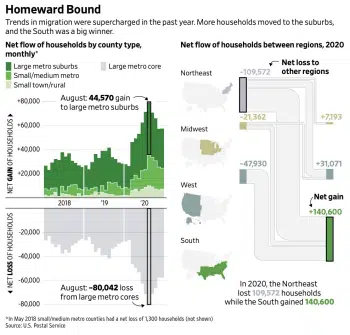 Homeward Bound
Trends in migration were supercharged in the past year. More households moved to the suburbs,
and the South was a big winner.
Net flow of households by county type,
monthly*
Large metro suburbs
Large metro core
Small/medium metro
Small town/rural
+80,000
August: 44,570 gain
to large metro suburbs
+60,000
+40,000
+20,000
NET GAIN OF HOUSEHOLDS
2018
'19
'20
-20,000
-40,000
-60,000
-80,000
NET LOSS OF HOUSEHOLDS
August: –80,042 loss
from large metro cores
Net flow of households between regions, 2020
Northeast
-109,572
Net loss to
other regions
-21,362
+7,193
Midwest
-47,930
+31,071
West
Net gain
+140,600
South
In 2020, the Northeast
lost 109,572 households
while the South gained 140,600
*In May 2018 small/medium metro counties had a net loss of 1,300 households (not shown)
Source: U.S. Postal Service